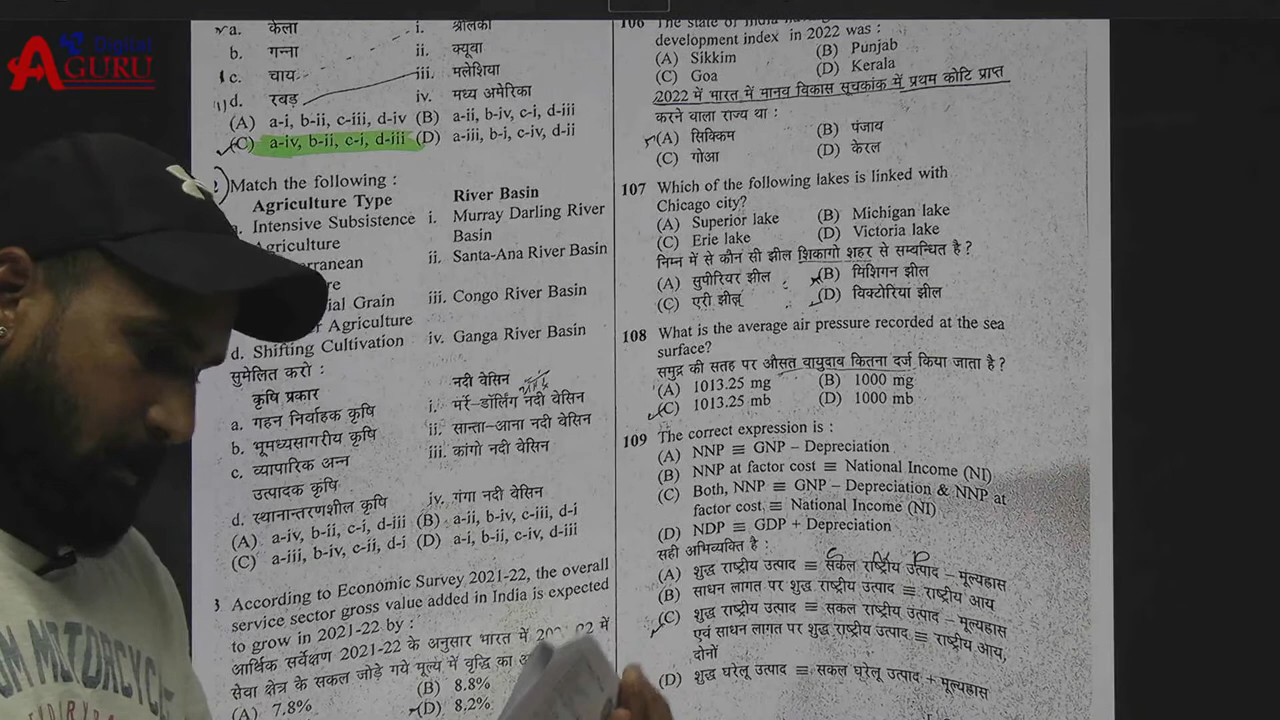 Digital
A GURU
a. केला i. श्रीलंका
b. गन्ना ii. क्यूबा
c. चाय iii. मलेशिया
d. रबड़ iv. मध्य अमेरिका
(A) a-i, b-ii, c-iii, d-iv (B) a-ii, b-iv, c-i, d-iii
(C) a-iv, b-ii, c-i, d-iii (D) a-iii, b-i, c-iv, d-ii
Match the following :
Agriculture Type River Basin
a. Intensive Subsistence i. Murray Darling River
Agriculture Basin
ii. Santa-Ana River Basin
ial Grain iii. Congo River Basin
Agriculture
d. Shifting Cultivation iv. Ganga River Basin
सुमेलित करो :
कृषि प्रकार नदी बेसिन
a. गहन निर्वाहक कृषि i. मर्रे-डॉर्लिंग नदी बेसिन
b. भूमध्यसागरीय कृषि ii. सान्ता-आना नदी बेसिन
c. व्यापारिक अन्न iii. कांगो नदी बेसिन
उत्पादक कृषि
d. स्थानान्तरणशील कृषि iv. गंगा नदी बेसिन
(A) a-iv, b-ii, c-i, d-iii (B) a-ii, b-iv, c-iii, d-i
(C) a-iii, b-iv, c-ii, d-i (D) a-i, b-ii, c-iv, d-iii
3 According to Economic Survey 2021-22, the overall
service sector gross value added in India is expected
to grow in 2021-22 by :
आर्थिक सर्वेक्षण 2021-22 के अनुसार भारत में में
सेवा क्षेत्र के सकल जोड़े गये मूल्य में वृद्धि का
(B) 8.8%
(A) 7.8% (D) 8.2%
106 The state of India
development index in 2022 was :
(A) Sikkim (B) Punjab
(C) Goa (D) Kerala
2022 में भारत में मानव विकास सूचकांक में प्रथम कोटि प्राप्त
करने वाला राज्य था :
(A) सिक्किम (B) पंजाब
(C) गोआ (D) केरल
107 Which of the following lakes is linked with
Chicago city?
(A) Superior lake (B) Michigan lake
(C) Erie lake (D) Victoria lake
निम्न में से कौन सी झील शिकागो शहर से सम्बन्धित है ?
(A) सुपीरियर झील (B) मिशिगन झील
(C) एरी झील (D) विक्टोरिया झील
108 What is the average air pressure recorded at the sea
surface?
समुद्र की सतह पर औसत वायुदाब कितना दर्ज किया जाता है ?
(A) 1013.25 mg (B) 1000 mg
(C) 1013.25 mb (D) 1000 mb
109 The correct expression is :
(A) NNP ≡ GNP – Depreciation
(B) NNP at factor cost ≡ National Income (NI)
(C) Both, NNP ≡ GNP – Depreciation & NNP at
factor cost ≡ National Income (NI)
(D) NDP ≡ GDP + Depreciation
सही अभिव्यक्ति है :
(A) शुद्ध राष्ट्रीय उत्पाद ≡ सकल राष्ट्रीय उत्पाद – मूल्यह्रास
(B) साधन लागत पर शुद्ध राष्ट्रीय उत्पाद ≡ राष्ट्रीय आय
(C) शुद्ध राष्ट्रीय उत्पाद ≡ सकल राष्ट्रीय उत्पाद – मूल्यह्रास
एवं साधन लागत पर शुद्ध राष्ट्रीय उत्पाद ≡ राष्ट्रीय आय,
दोनों
(D) शुद्ध घरेलू उत्पाद ≡ सकल घरेलू उत्पाद + मूल्यह्रास